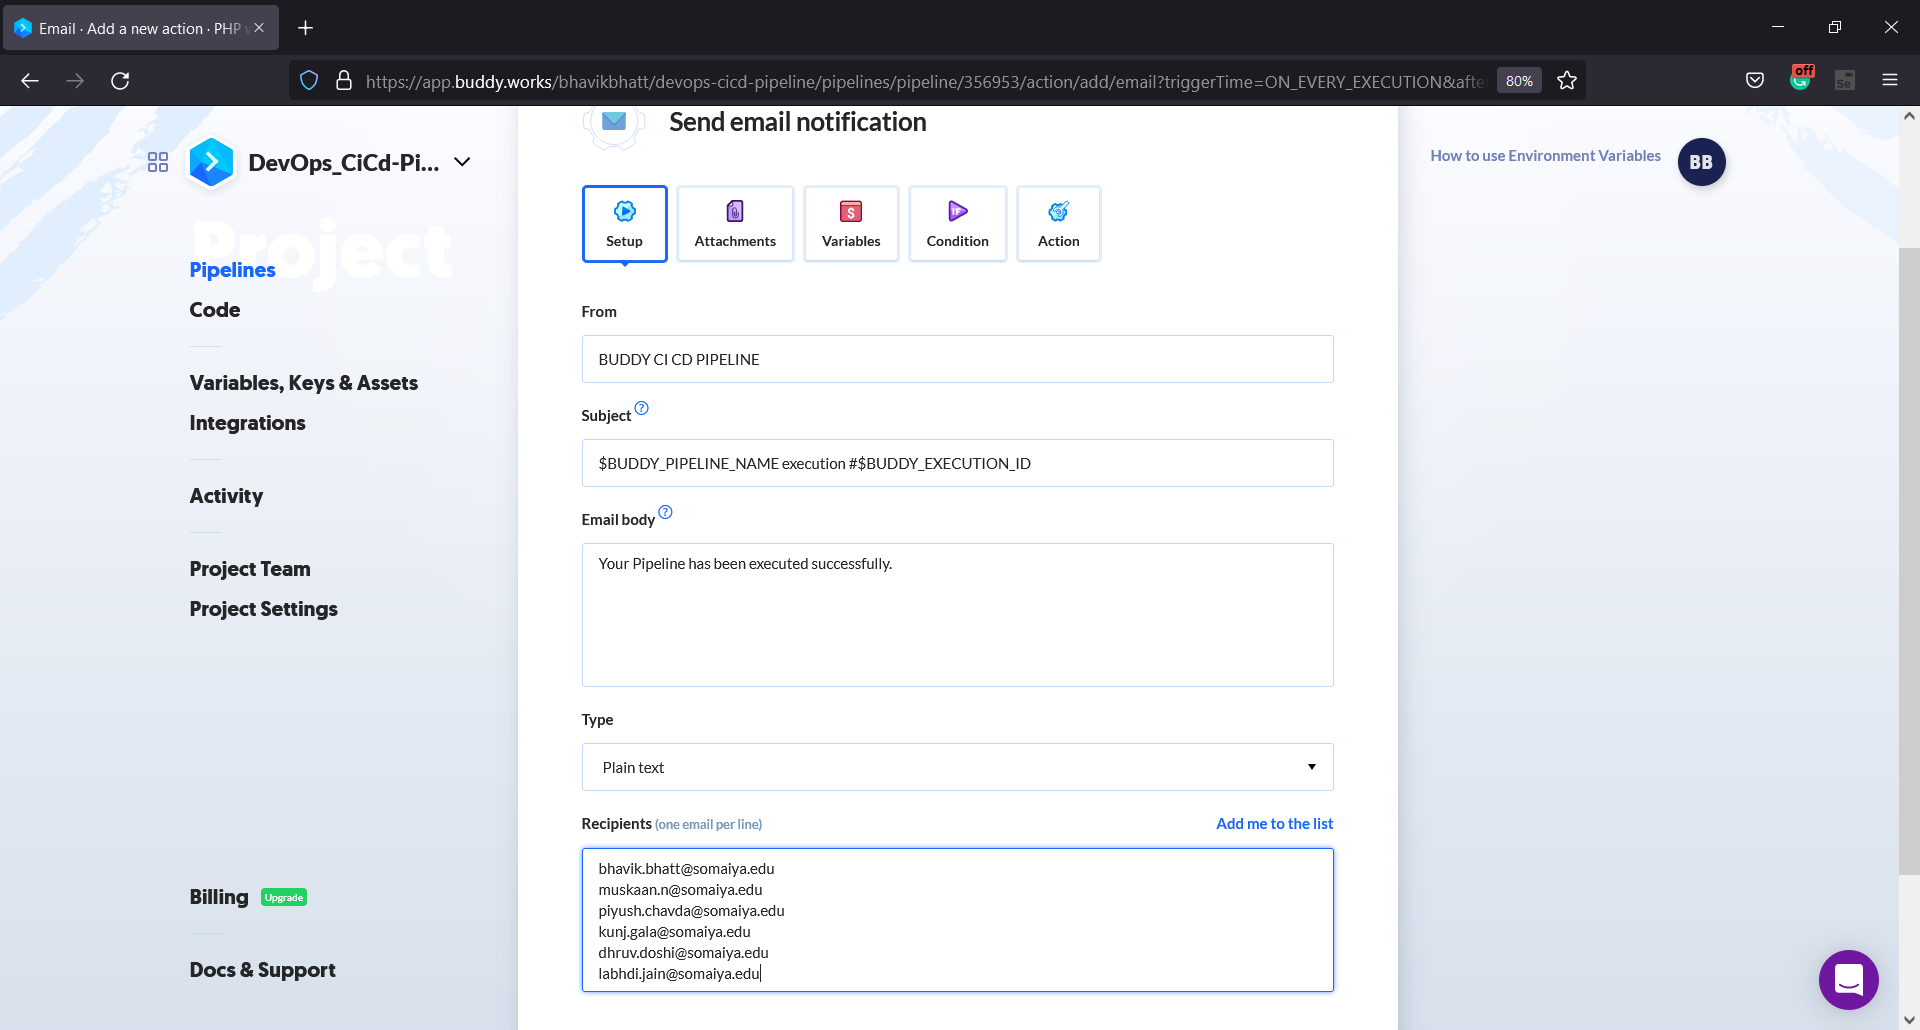 Email · Add a new action · PHP
https://app.buddy.works/bhavikbhatt/devops-cicd-pipeline/pipelines/pipeline/356953/action/add/email?triggerTime=ON_EVERY_EXECUTION&afte
80%
off
Se
DevOps_CiCd-Pi...
Project
Pipelines
Code
Variables, Keys & Assets
Integrations
Activity
Project Team
Project Settings
Billing Upgrade
Docs & Support
Send email notification
Setup
Attachments
Variables
IF
Condition
Action
From
BUDDY CI CD PIPELINE
Subject ?
$BUDDY_PIPELINE_NAME execution #$BUDDY_EXECUTION_ID
Email body ?
Your Pipeline has been executed successfully.
Type
Plain text
Recipients (one email per line)
Add me to the list
bhavik.bhatt@somaiya.edu
muskaan.n@somaiya.edu
piyush.chavda@somaiya.edu
kunj.gala@somaiya.edu
dhruv.doshi@somaiya.edu
labhdi.jain@somaiya.edu
How to use Environment Variables
BB